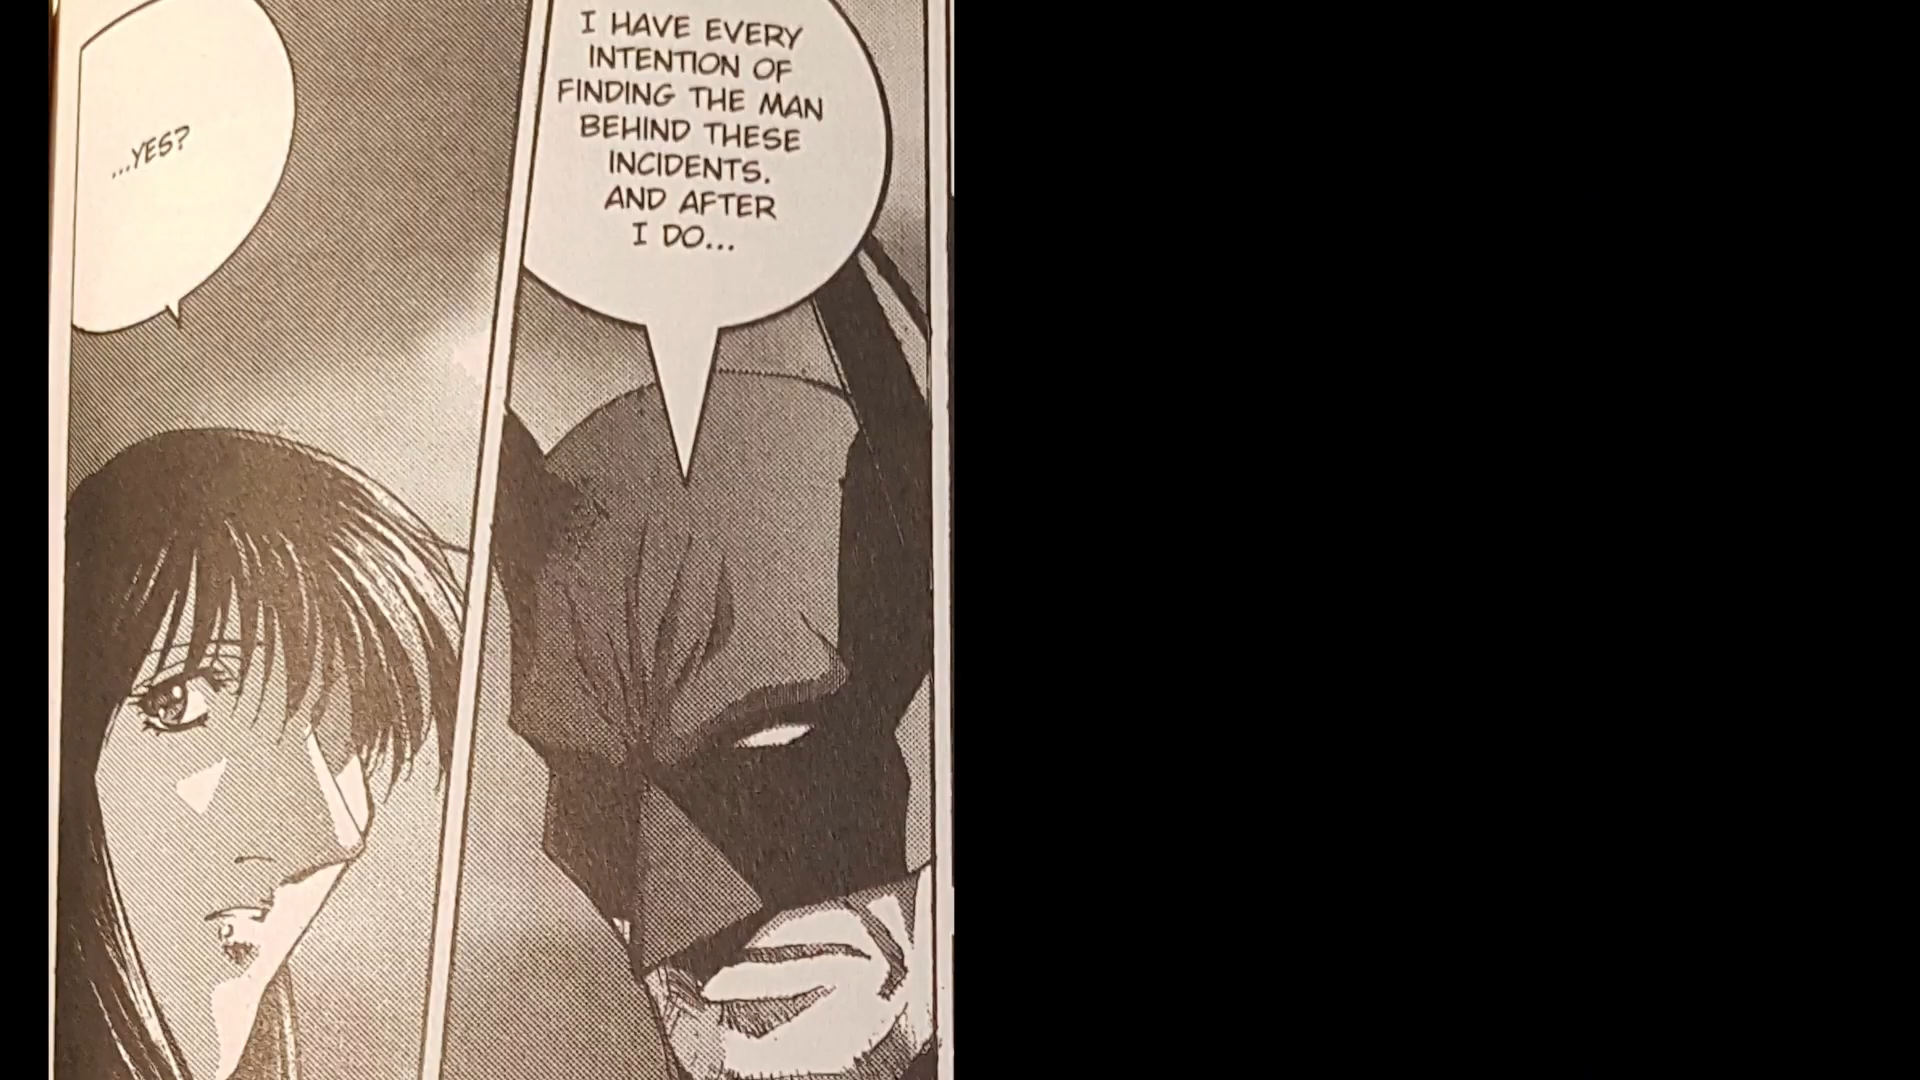 I HAVE EVERY
INTENTION OF
FINDING THE MAN
BEHIND THESE
INCIDENTS.
AND AFTER
I DO...
...YES?